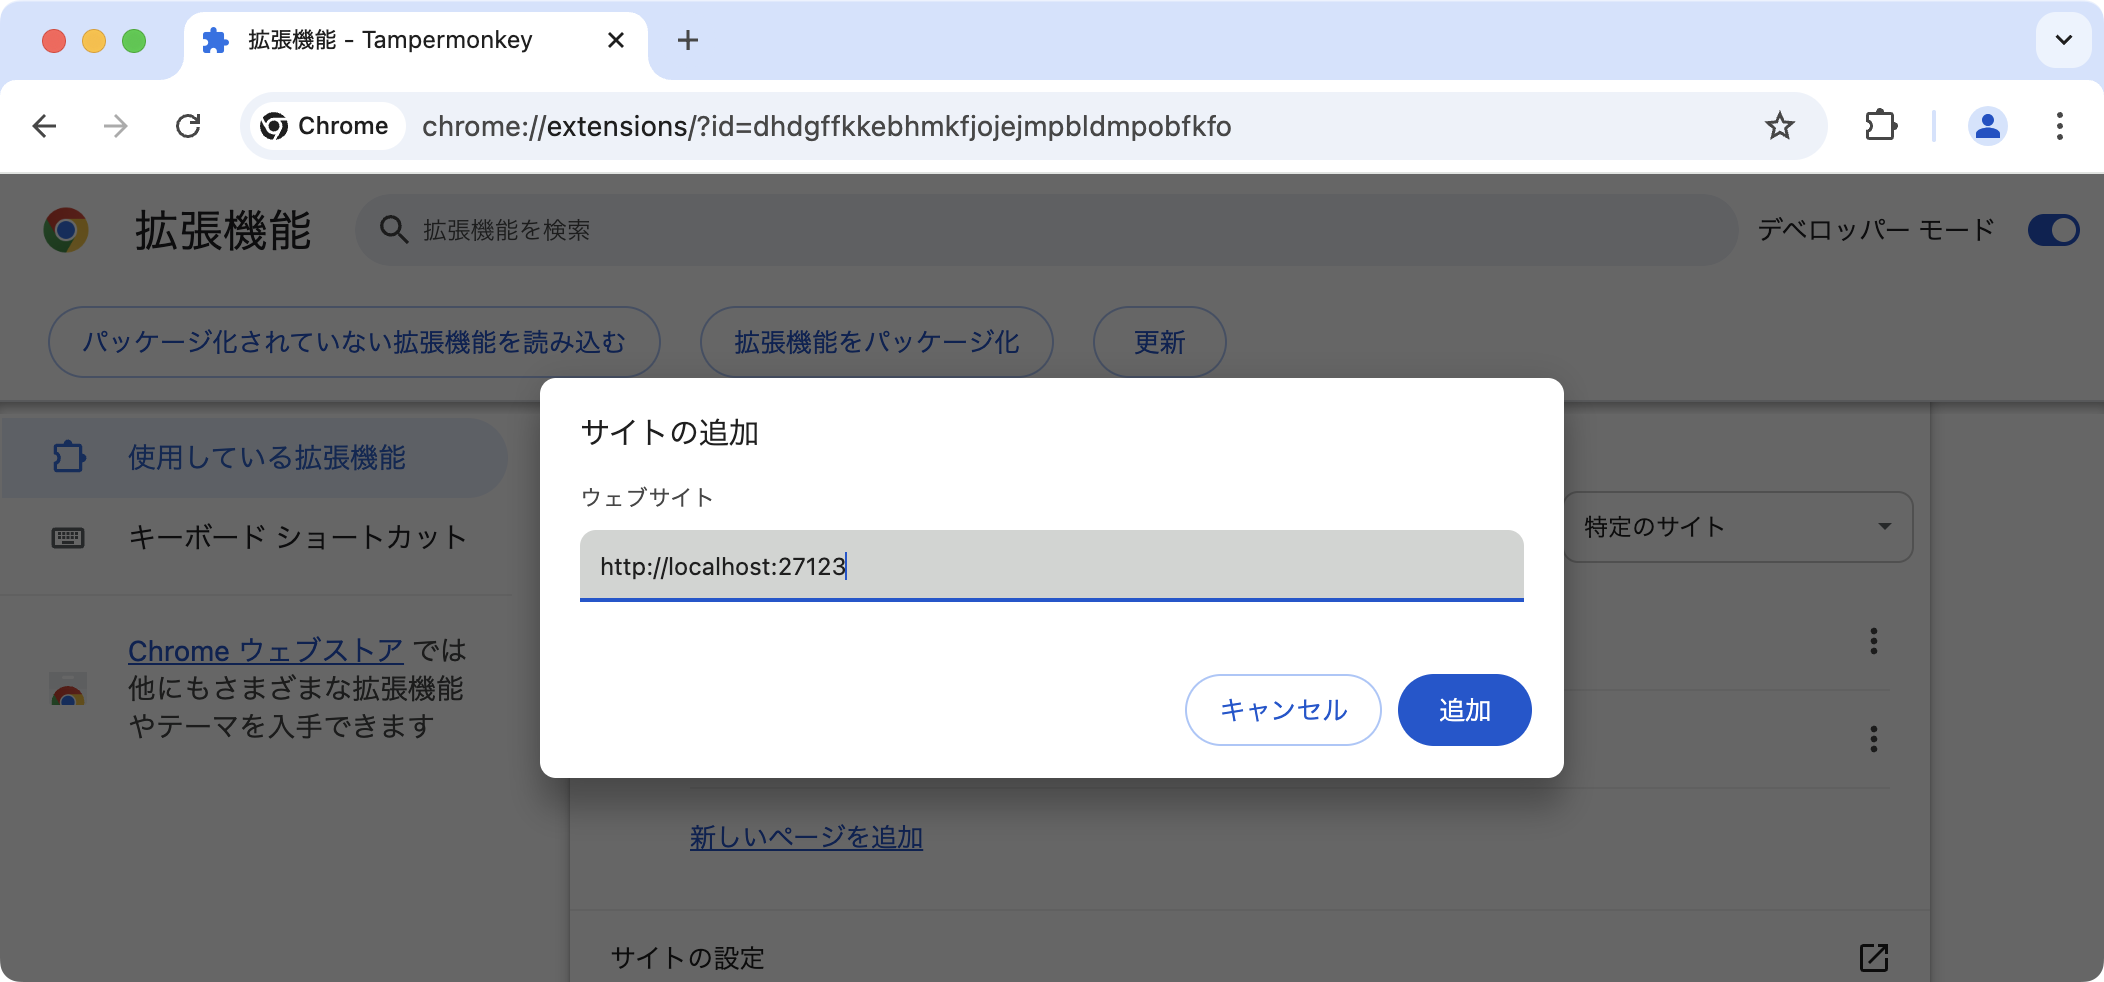 拡張機能 - Tampermonkey
Chrome chrome://extensions/?id=dhdgffkkebhmkfjojejmpbldmpobfkfo
拡張機能
拡張機能を検索
デベロッパー モード
パッケージ化されていない拡張機能を読み込む
拡張機能をパッケージ化
更新
使用している拡張機能
キーボード ショートカット
Chrome ウェブストア では
他にもさまざまな拡張機能
やテーマを入手できます
サイトの追加
ウェブサイト
http://localhost:27123
キャンセル
追加
特定のサイト
新しいページを追加
サイトの設定